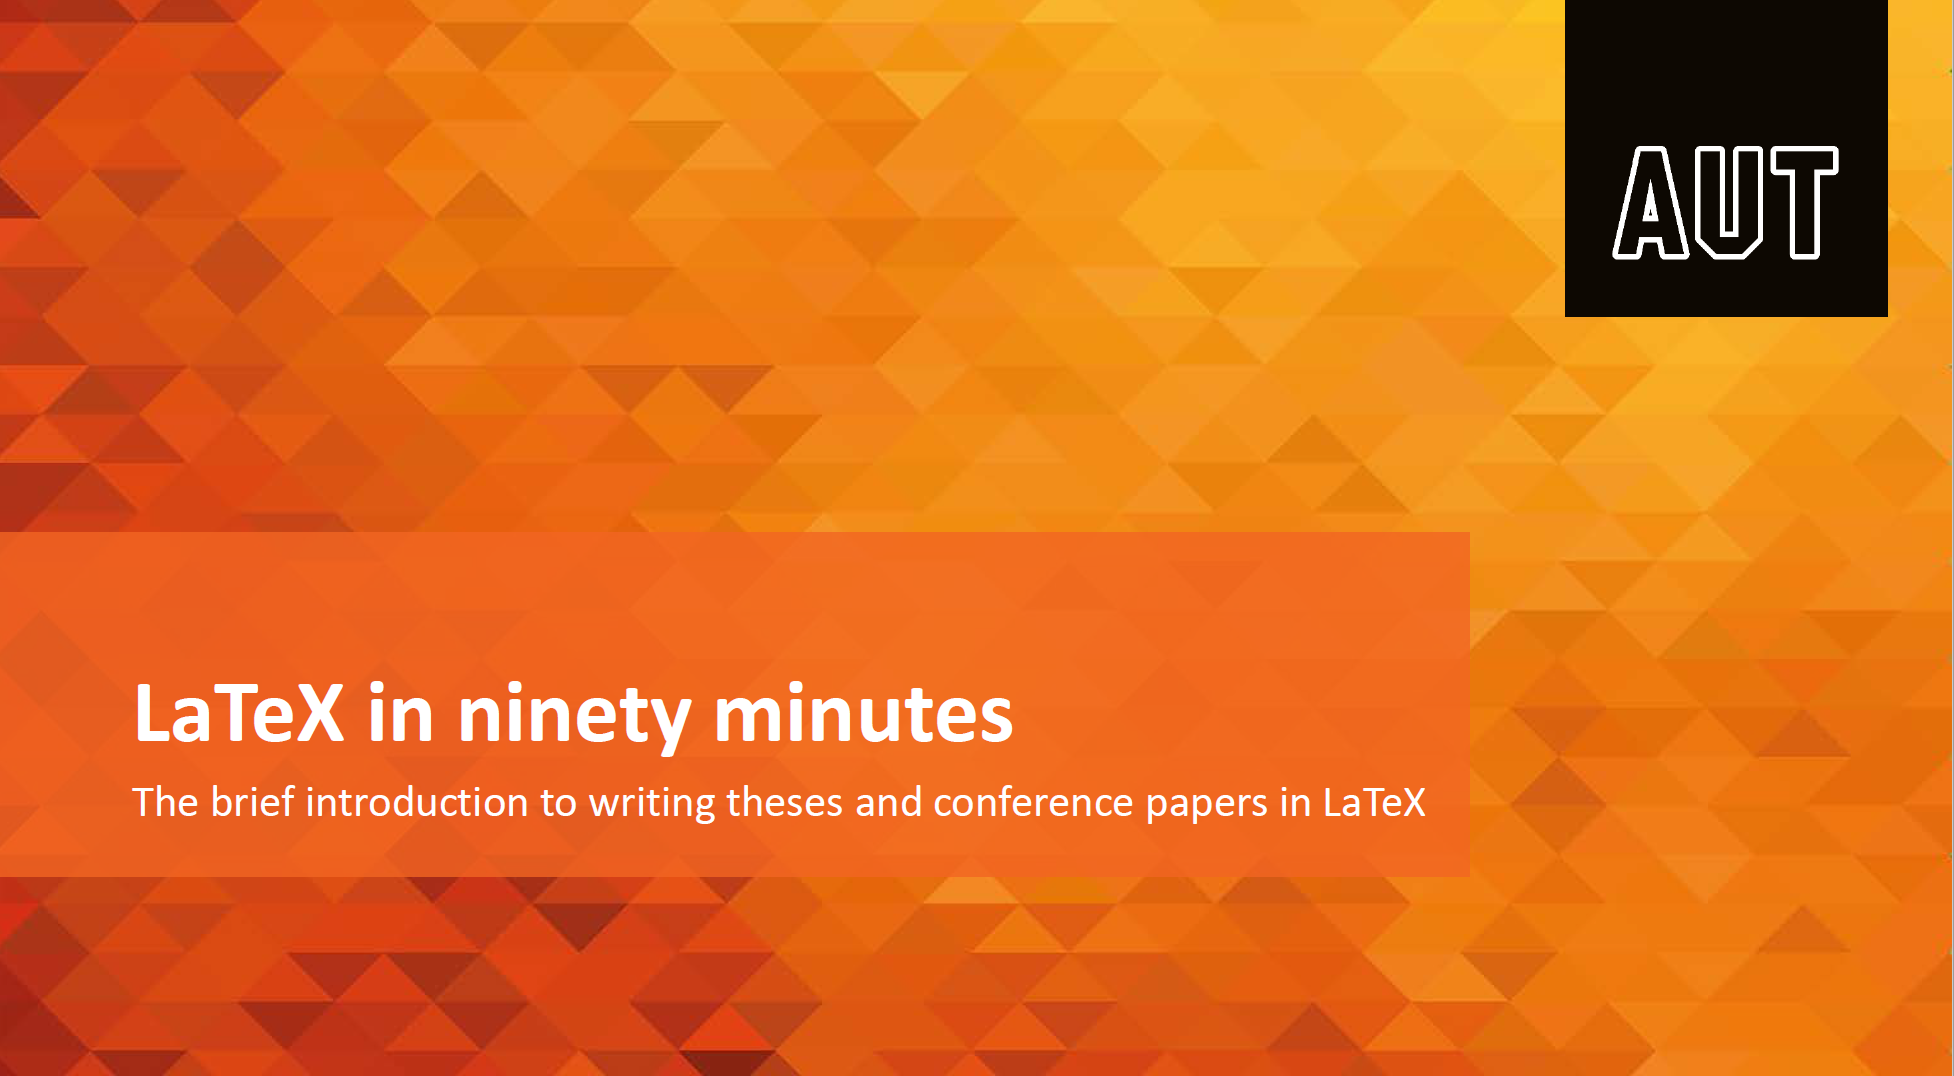 AUT
LaTeX in ninety minutes
The brief introduction to writing theses and conference papers in LaTeX